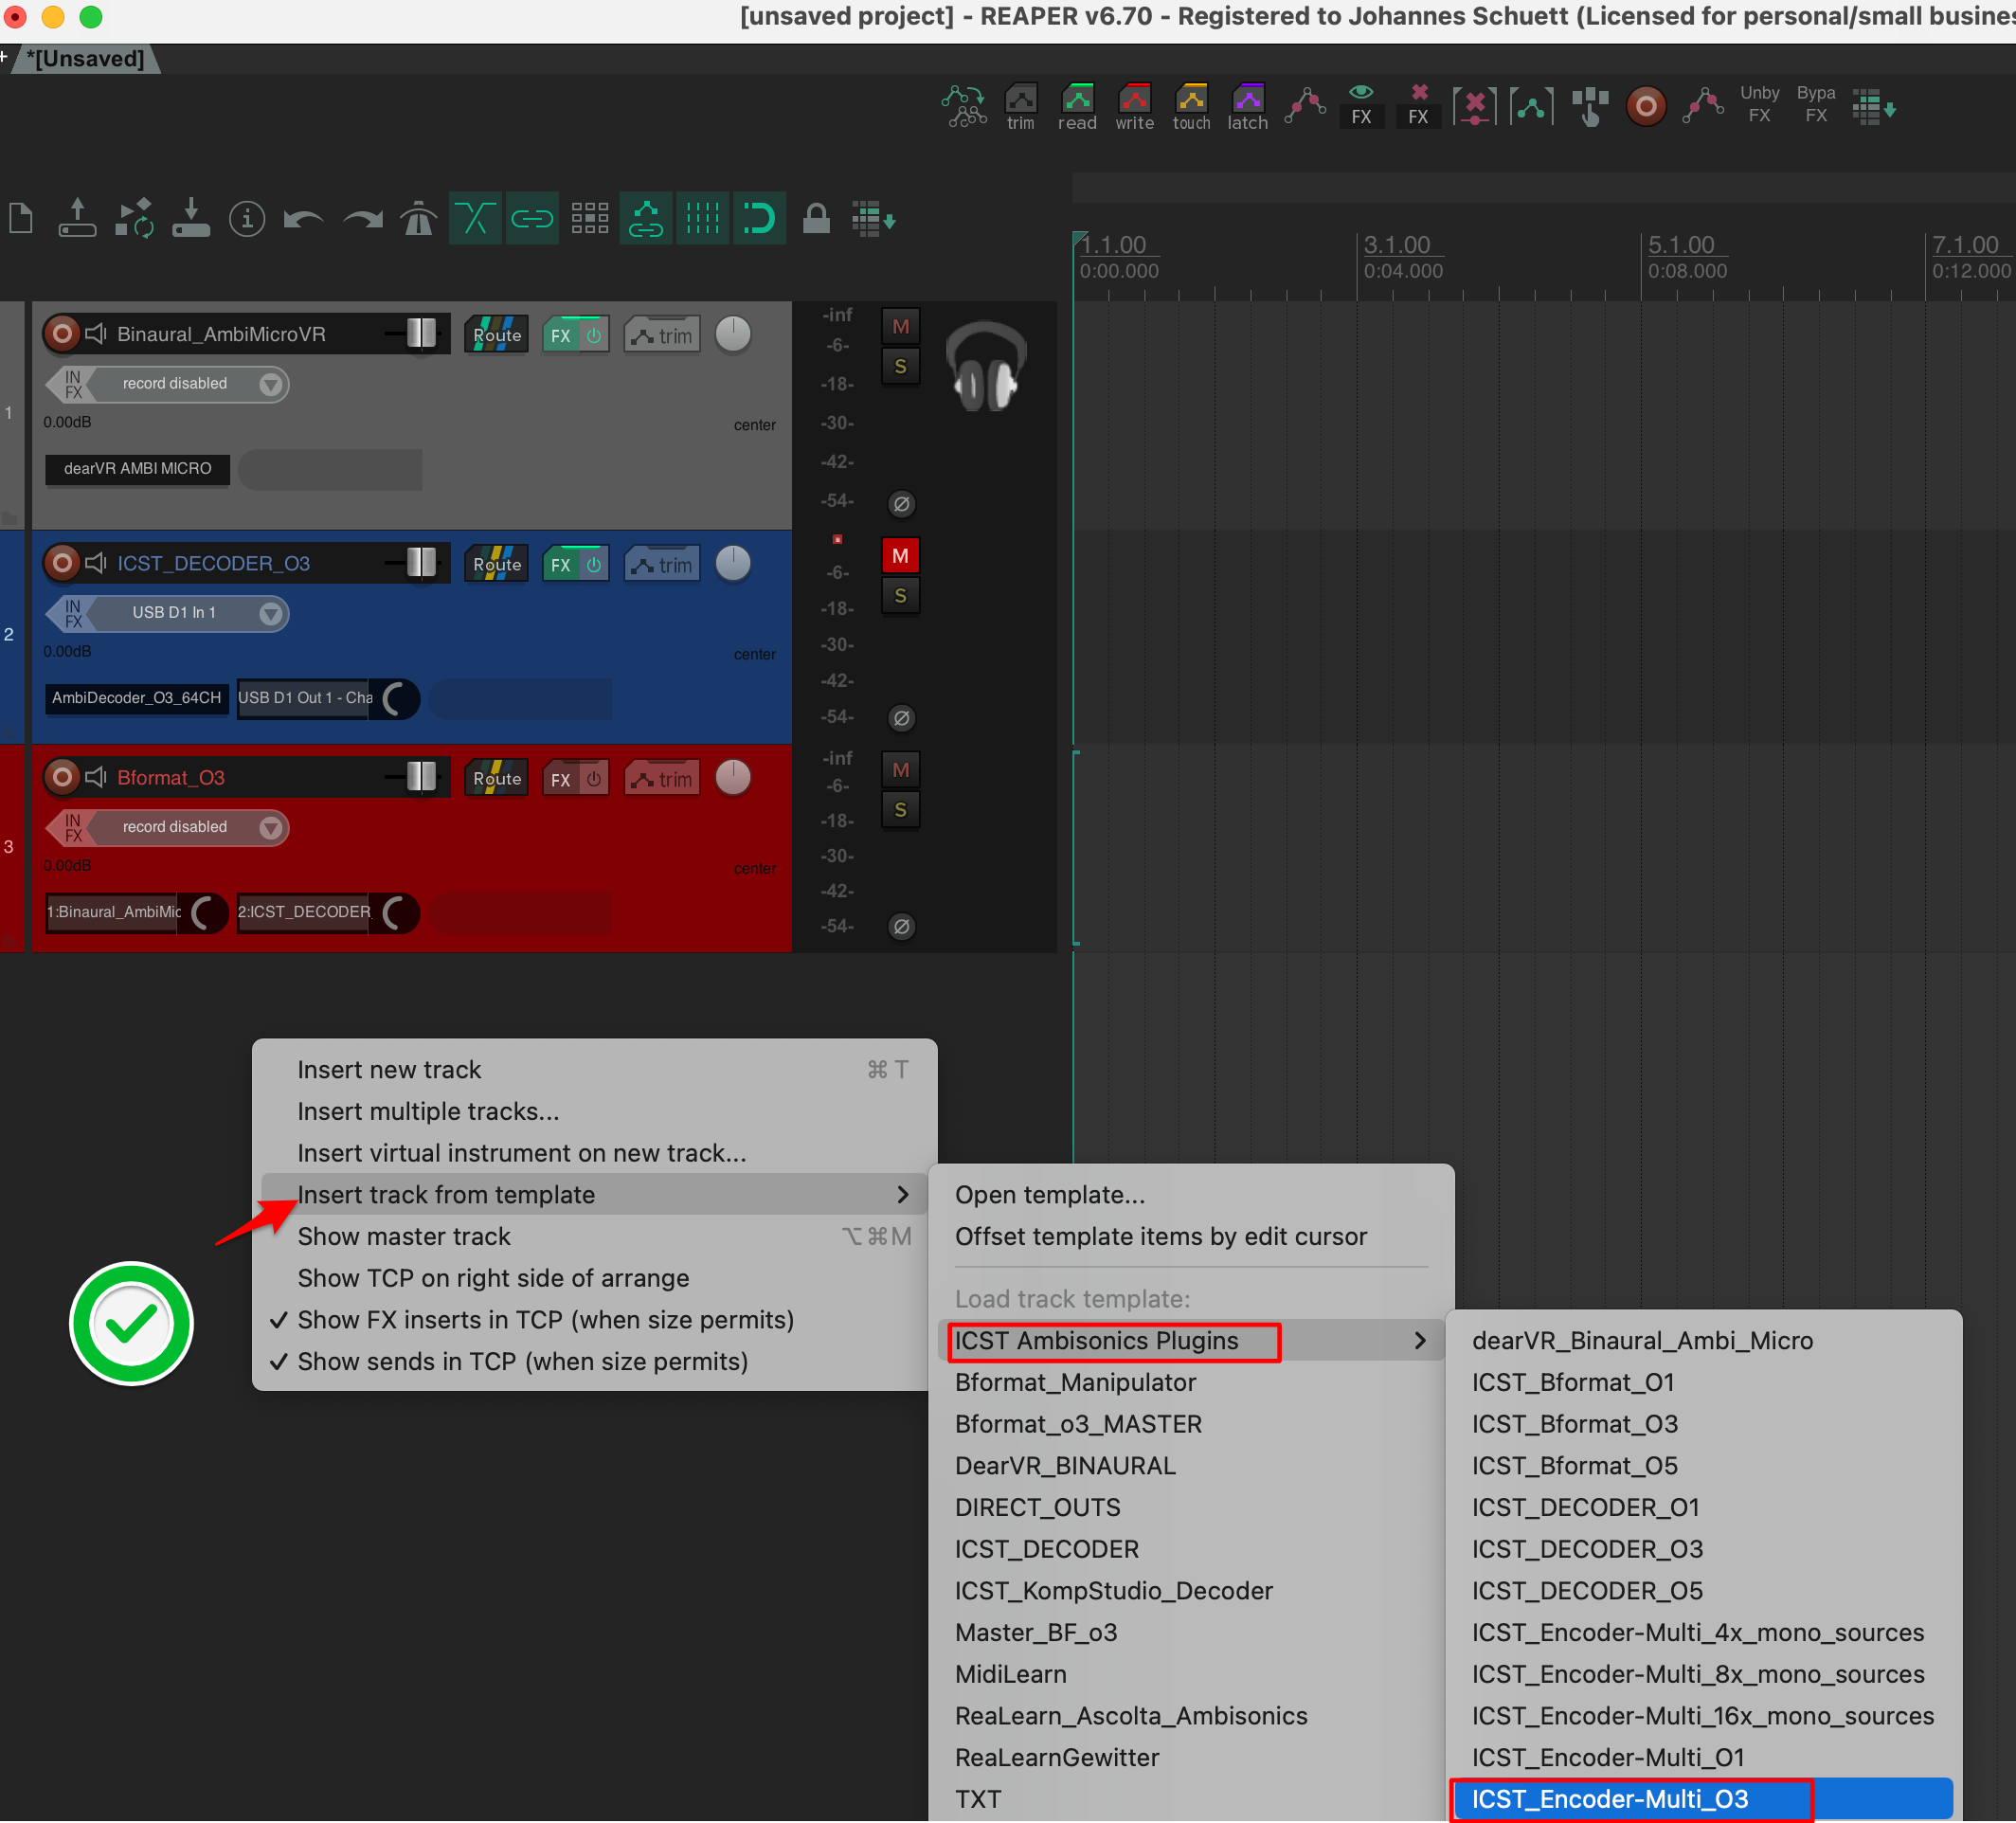 [unsaved project] - REAPER v6.70 - Registered to Johannes Schuett (Licensed for personal/small
*[Unsaved]
trim
read
write
touch
latch
FX
FX
Unby
FX
Bypa
FX
1.1.00
0:00.000
3.1.00
0:04.000
5.1.00
0:08.000
7.1.00
0:12.000
1
Binaural_AmbiMicroVR
Route
FX
trim
IN
FX
record disabled
0.00dB
center
dearVR AMBI MICRO
-inf
-6-
-18-
-30-
-42-
-54-
M
S
2
ICST_DECODER_O3
Route
FX
trim
IN
FX
USB D1 In 1
0.00dB
center
AmbiDecoder_O3_64CH
USB D1 Out 1 - Cha
-6-
-18-
-30-
-42-
-54-
M
S
3
Bformat_O3
Route
FX
trim
IN
FX
record disabled
0.00dB
center
1:Binaural_AmbiMic
2:ICST_DECODER_
-inf
-6-
-18-
-30-
-42-
-54-
M
S
Insert new track ⌘T
Insert multiple tracks...
Insert virtual instrument on new track...
Insert track from template
Show master track ⌥⌘M
Show TCP on right side of arrange
✓ Show FX inserts in TCP (when size permits)
✓ Show sends in TCP (when size permits)
Open template...
Offset template items by edit cursor
Load track template:
ICST Ambisonics Plugins
Bformat_Manipulator
Bformat_o3_MASTER
DearVR_BINAURAL
DIRECT_OUTS
ICST_DECODER
ICST_KompStudio_Decoder
Master_BF_o3
MidiLearn
ReaLearn_Ascolta_Ambisonics
ReaLearnGewitter
TXT
dearVR_Binaural_Ambi_Micro
ICST_Bformat_O1
ICST_Bformat_O3
ICST_Bformat_O5
ICST_DECODER_O1
ICST_DECODER_O3
ICST_DECODER_O5
ICST_Encoder-Multi_4x_mono_sources
ICST_Encoder-Multi_8x_mono_sources
ICST_Encoder-Multi_16x_mono_sources
ICST_Encoder-Multi_O1
ICST_Encoder-Multi_O3